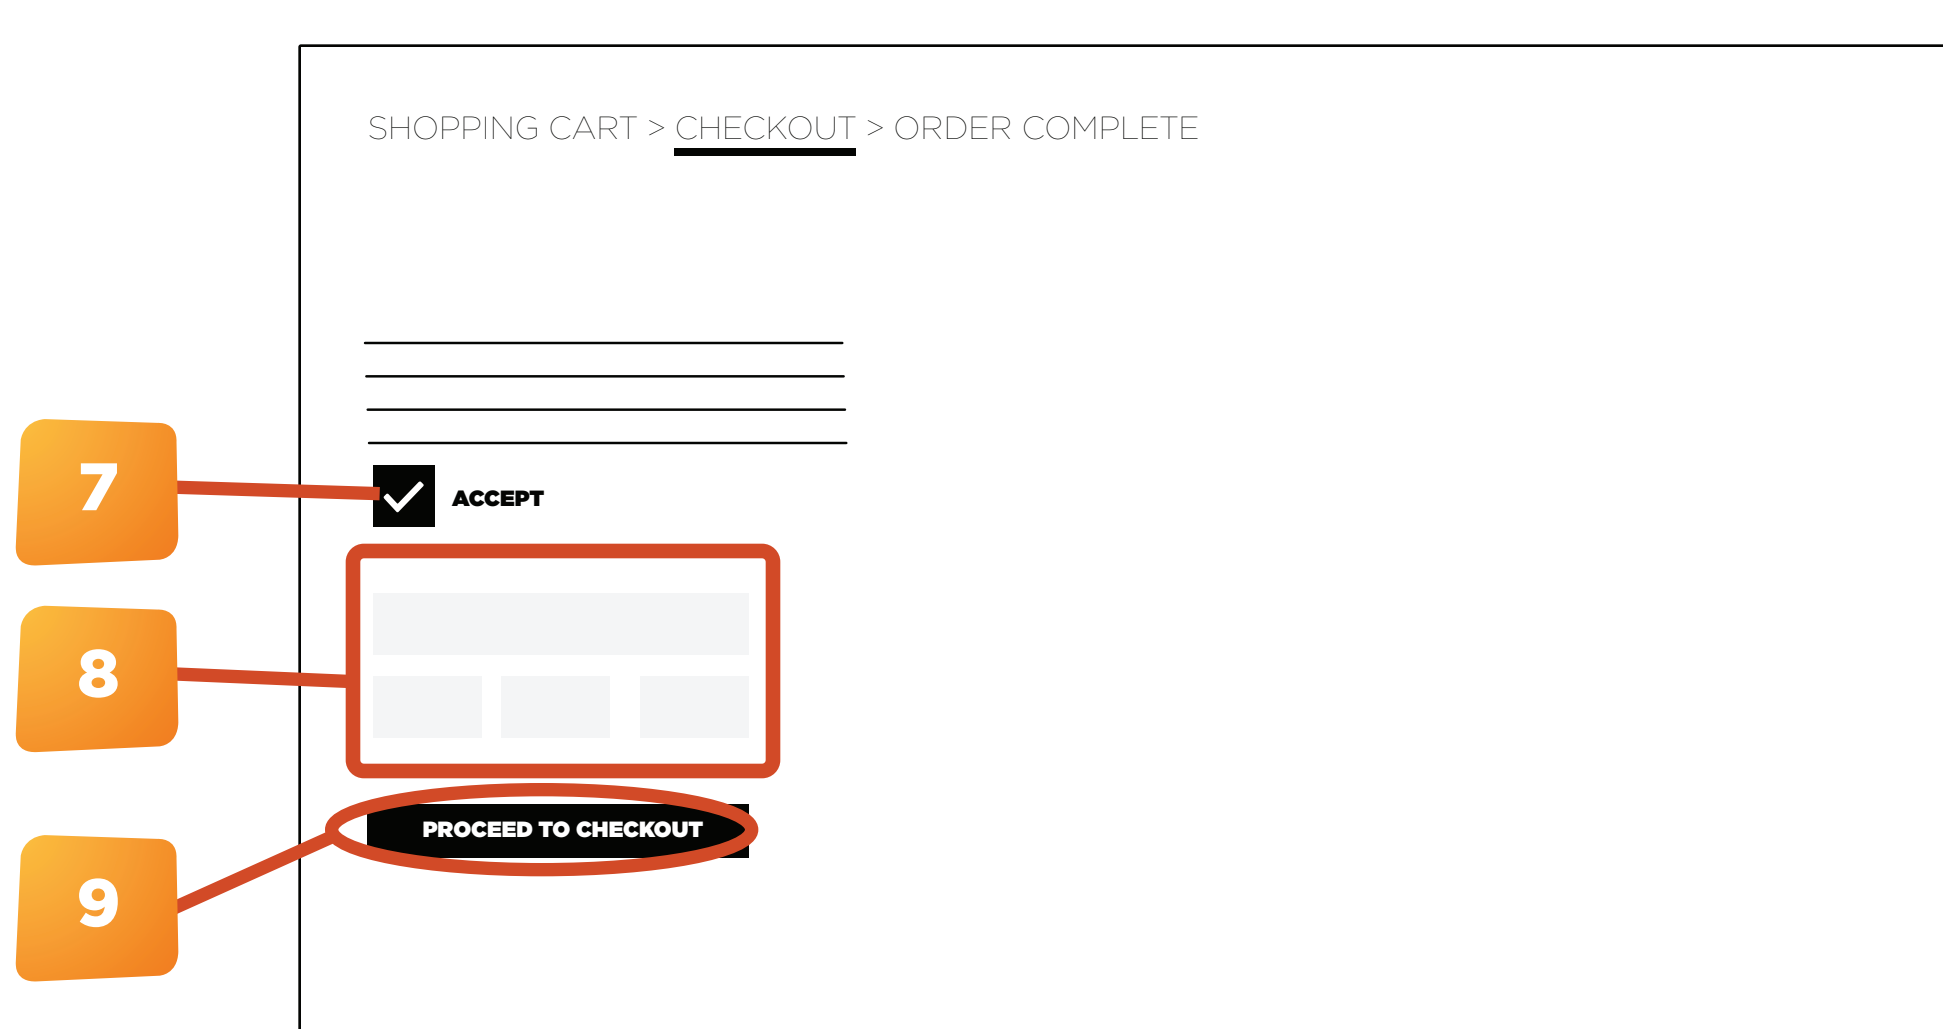 SHOPPING CART > CHECKOUT > ORDER COMPLETE
7
ACCEPT
8
PROCEED TO CHECKOUT
9